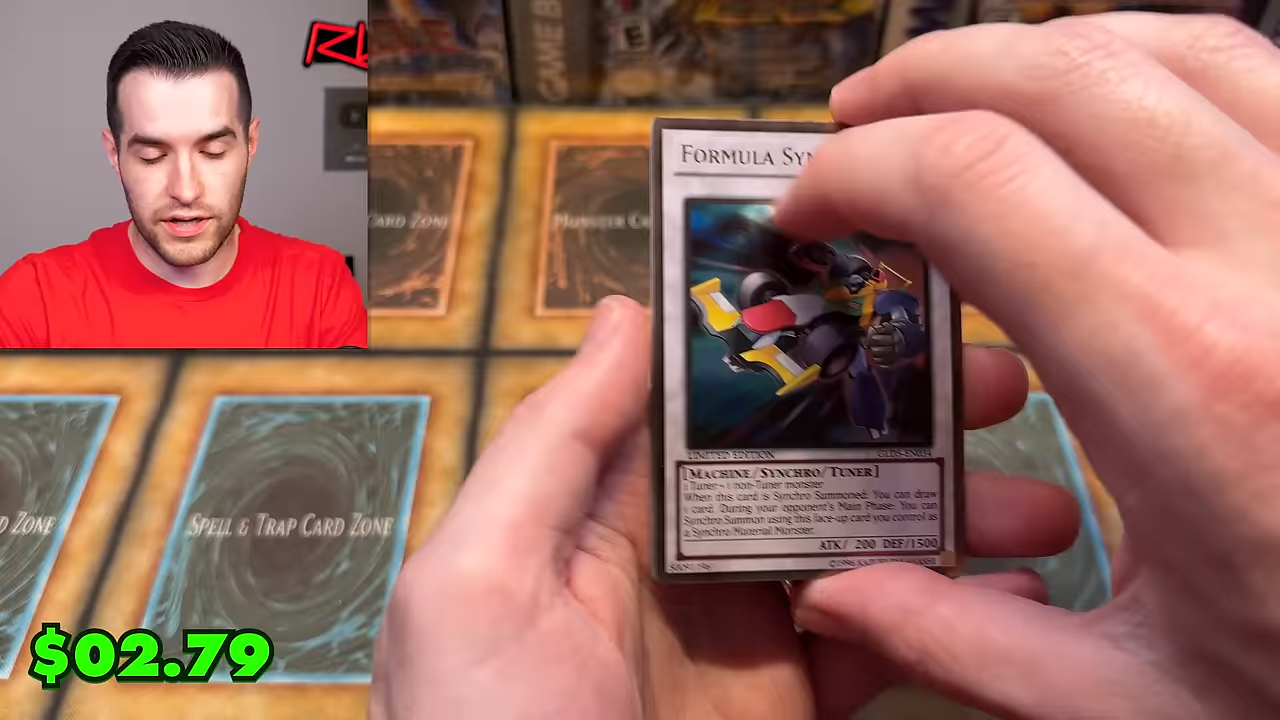 GAME B
E
CARD ZONE
MONSTER CA
FORMULA SYN
LIMITED EDITION GLD5-EN034
[MACHINE/SYNCHRO/TUNER]
1 Tuner + 1 non-Tuner monster
When this card is Synchro Summoned: You can draw
1 card. During your opponent's Main Phase: You can
Synchro Summon using this face-up card you control as
a Synchro Material Monster.
ATK/ 200 DEF/1500
D ZONE
SPELL & TRAP CARD ZONE
$02.79